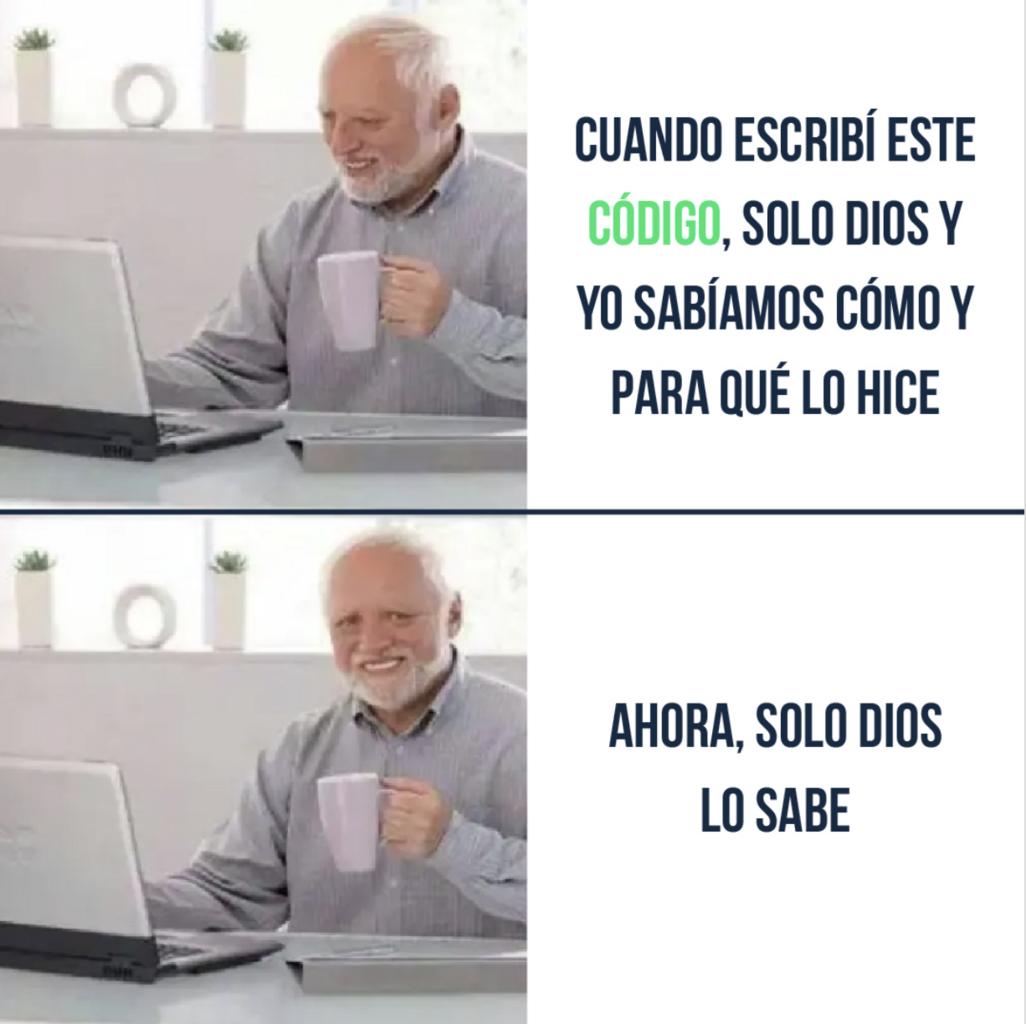 CUANDO ESCRIBÍ ESTE
CÓDIGO, SOLO DIOS Y
YO SABÍAMOS CÓMO Y
PARA QUÉ LO HICE
AHORA, SOLO DIOS
LO SABE